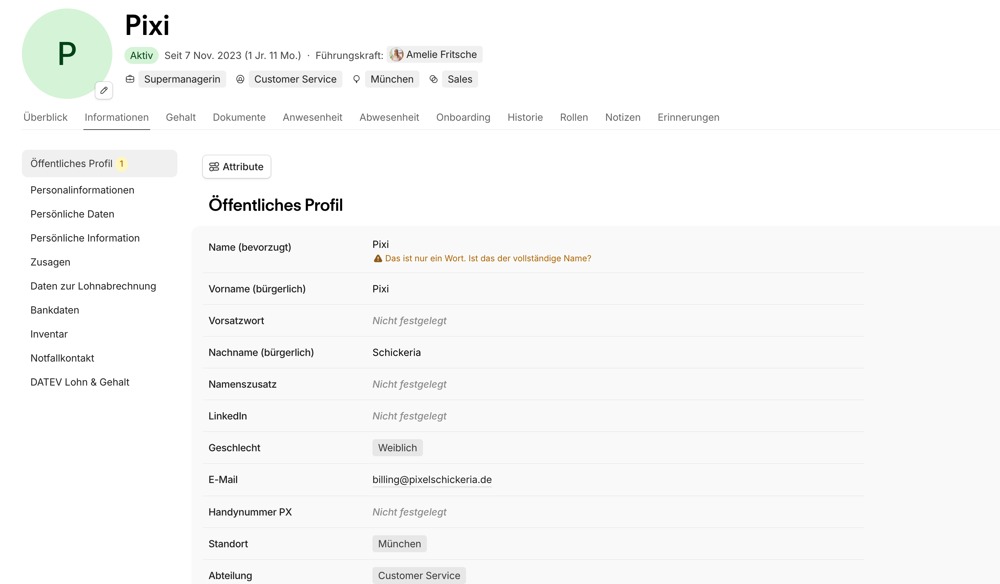 P
Pixi
Aktiv Seit 7 Nov. 2023 (1 Jr. 11 Mo.) · Führungskraft: Amelie Fritsche
Supermanagerin Customer Service München Sales
Überblick Informationen Gehalt Dokumente Anwesenheit Abwesenheit Onboarding Historie Rollen Notizen Erinnerungen
Öffentliches Profil 1
Personalinformationen
Persönliche Daten
Persönliche Information
Zusagen
Daten zur Lohnabrechnung
Bankdaten
Inventar
Notfallkontakt
DATEV Lohn & Gehalt
Attribute
Öffentliches Profil
Name (bevorzugt) Pixi
Das ist nur ein Wort. Ist das der vollständige Name?
Vorname (bürgerlich) Pixi
Vorsatzwort Nicht festgelegt
Nachname (bürgerlich) Schickeria
Namenszusatz Nicht festgelegt
LinkedIn Nicht festgelegt
Geschlecht Weiblich
E-Mail billing@pixelschickeria.de
Handynummer PX Nicht festgelegt
Standort München
Abteilung Customer Service